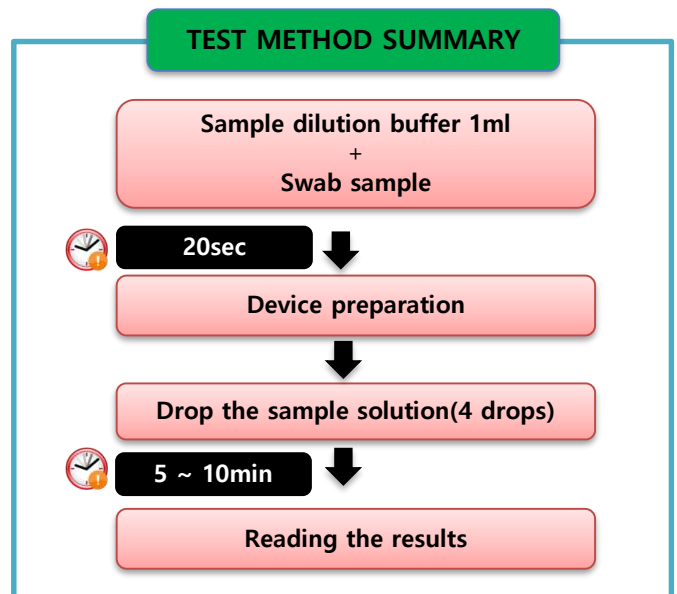 TEST METHOD SUMMARY
Sample dilution buffer 1ml
+
Swab sample
20sec
Device preparation
Drop the sample solution(4 drops)
5 ~ 10min
Reading the results